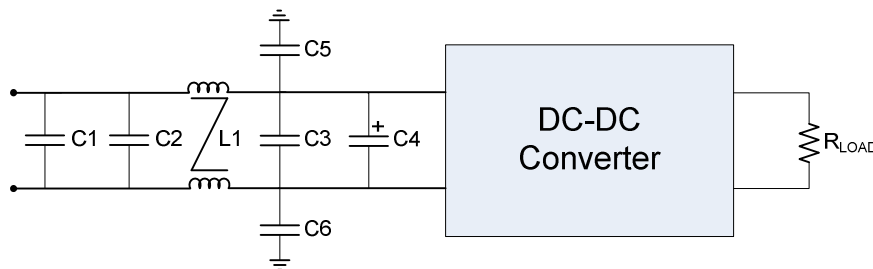 C5
C1
C2
L1
C3
+
C4
C6
DC-DC
Converter
RLOAD